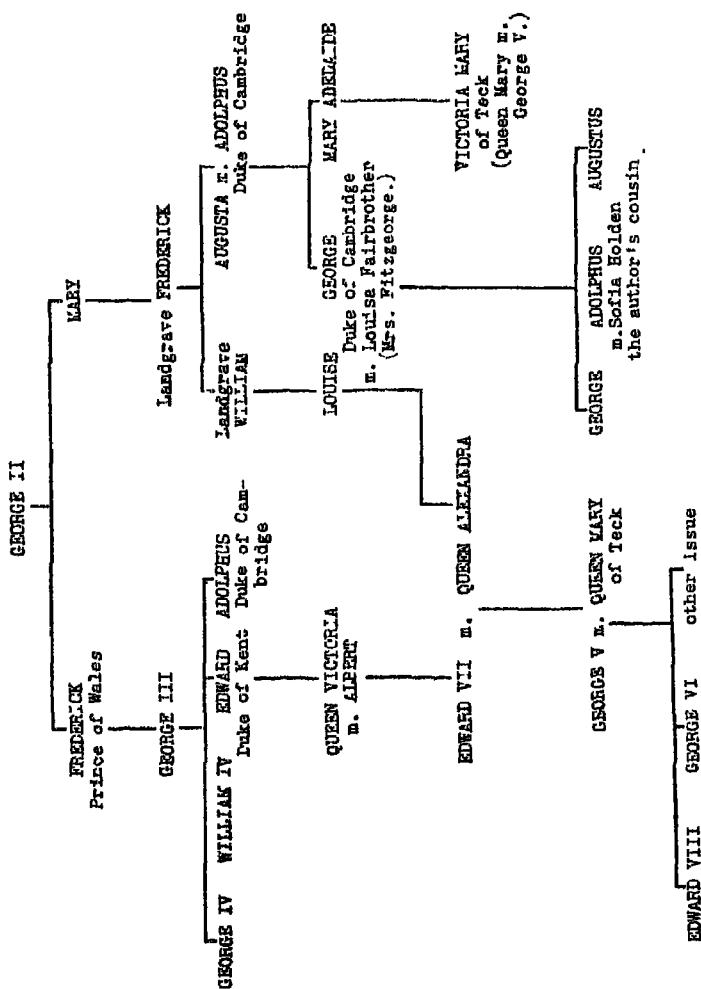 GEORGE II
FREDERICK
Prince of Wales
MARY
GEORGE III
Landgrave FREDERICK
GEORGE IV WILLIAM IV EDWARD ADOLPHUS
Duke of Kent Duke of Cam-
bridge
Landgrave
WILLIAM
AUGUSTA m. ADOLPHUS
Duke of Cambridge
QUEEN VICTORIA
m. ALPERT
LOUISE
GEORGE
Duke of Cambridge
m. Louisa Fairbrother
(Mrs. Fitzgeorge.)
MARY ADELAIDE
EDWARD VII m. QUEEN ALEXANDRA
VICTORIA MARY
of Teck
(Queen Mary m.
George V.)
GEORGE V m. QUEEN MARY
of Teck
GEORGE ADOLPHUS AUGUSTUS
m.Sofia Holden
the author's cousin.
EDWARD VIII GEORGE VI other issue